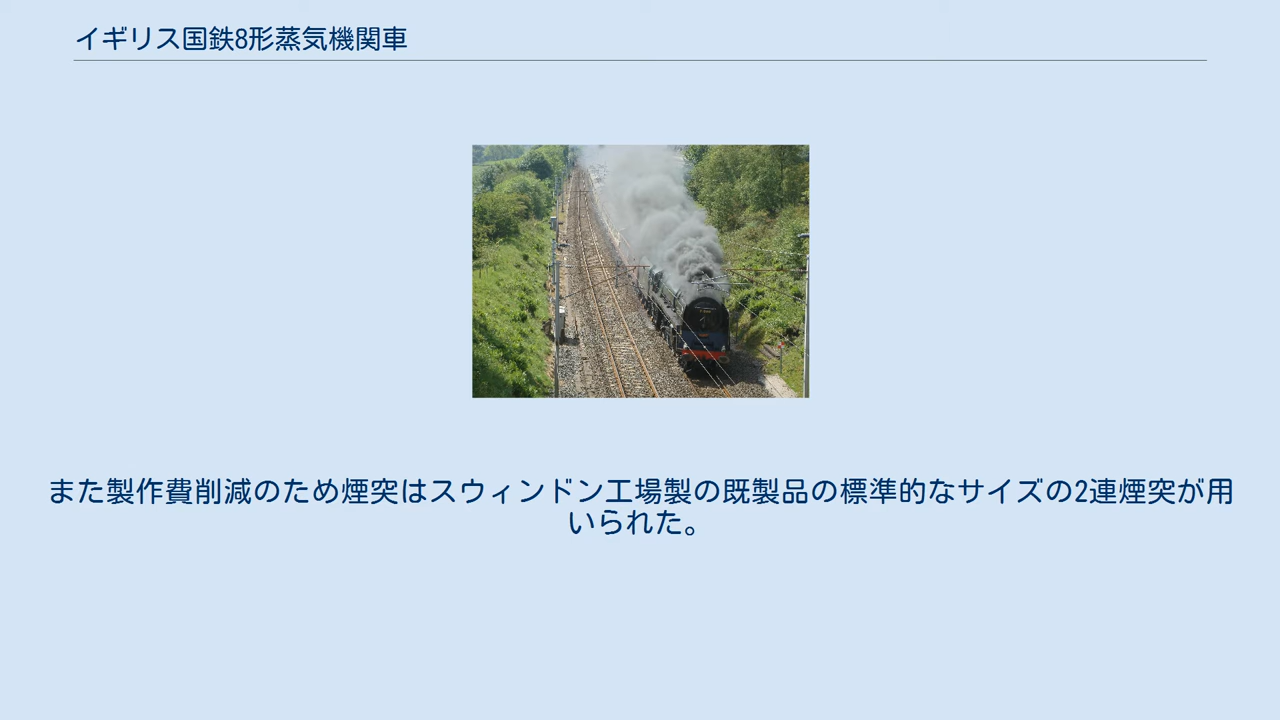 イギリス国鉄8形蒸気機関車
また製作費削減のため煙突はスウィンドン工場製の既製品の標準的なサイズの2連煙突が用
いられた。